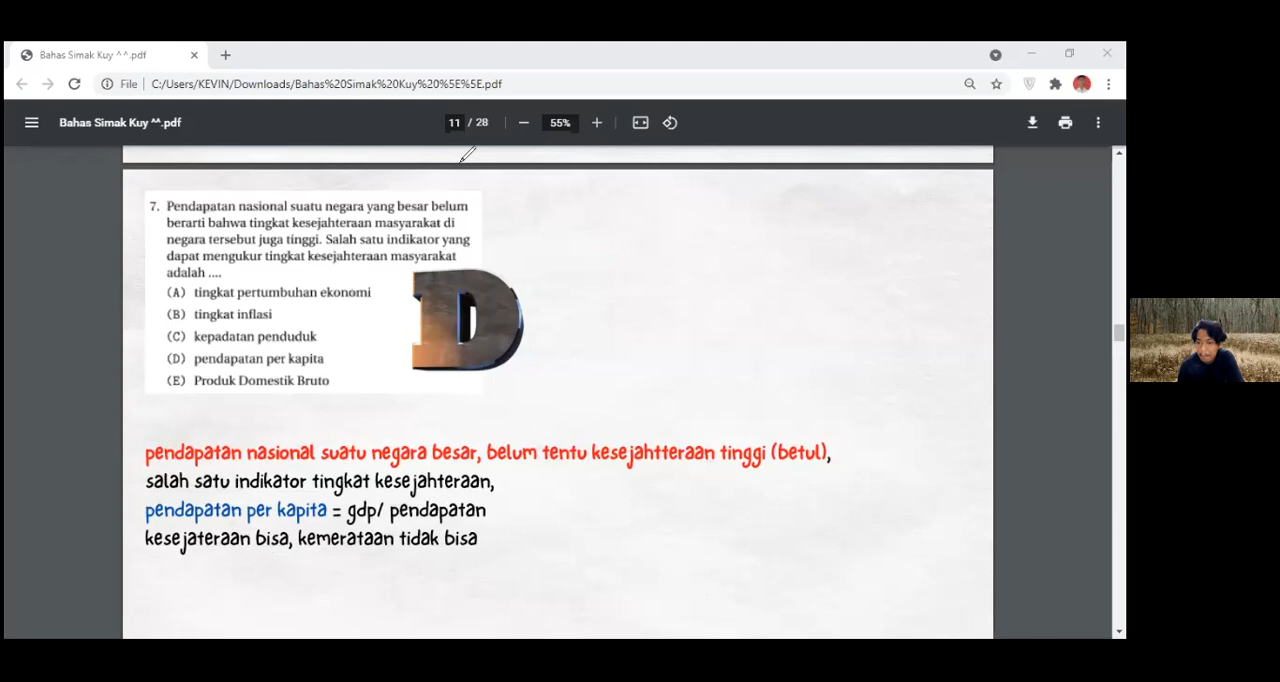 Bahas Simak Kuy ^^.pdf
File
C:/Users/KEVIN/Downloads/Bahas%20Simak%20Kuy%20%5E%5E.pdf
Bahas Simak Kuy ^^.pdf
11 / 28
55%
7. Pendapatan nasional suatu negara yang besar belum
berarti bahwa tingkat kesejahteraan masyarakat di
negara tersebut juga tinggi. Salah satu indikator yang
dapat mengukur tingkat kesejahteraan masyarakat
adalah ....
(A) tingkat pertumbuhan ekonomi
(B) tingkat inflasi
(C) kepadatan penduduk
(D) pendapatan per kapita
(E) Produk Domestik Bruto
D
pendapatan nasional suatu negara besar, belum tentu kesejahtteraan tinggi (betul),
salah satu indikator tingkat kesejahteraan,
pendapatan per kapita = gdp/ pendapatan
kesejateraan bisa, kemerataan tidak bisa